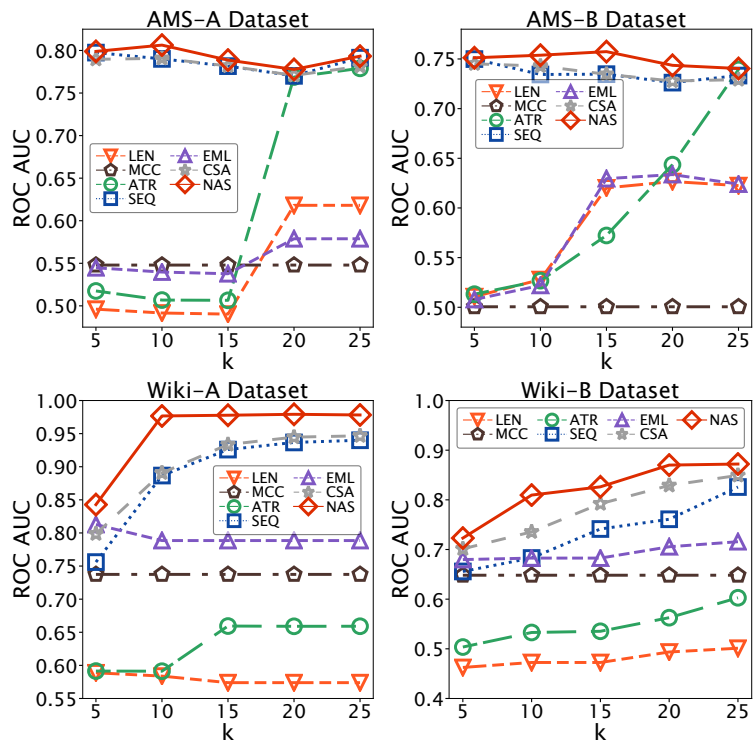 AMS-A Dataset
ROC AUC
0.80
0.75
0.70
0.65
0.60
0.55
0.50
LEN
MCC
ATR
SEQ
EML
CSA
NAS
5 10 15 20 25
k
AMS-B Dataset
ROC AUC
0.75
0.70
0.65
0.60
0.55
0.50
LEN
MCC
ATR
SEQ
EML
CSA
NAS
5 10 15 20 25
k
Wiki-A Dataset
ROC AUC
1.00
0.95
0.90
0.85
0.80
0.75
0.70
0.65
0.60
0.55
LEN
MCC
ATR
SEQ
EML
CSA
NAS
5 10 15 20 25
k
Wiki-B Dataset
ROC AUC
1.0
0.9
0.8
0.7
0.6
0.5
0.4
LEN
MCC
ATR
SEQ
EML
CSA
NAS
5 10 15 20 25
k